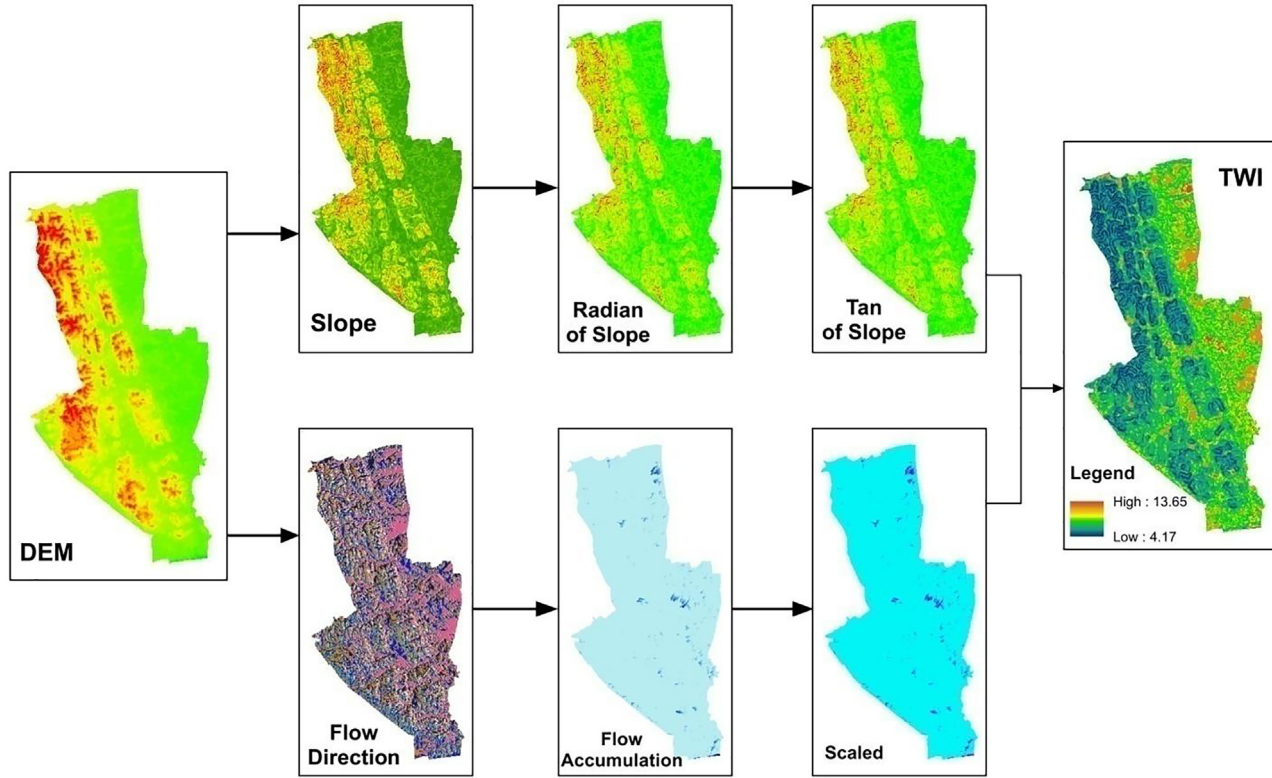 DEM
Slope
Radian
of Slope
Tan
of Slope
Flow
Direction
Flow
Accumulation
Scaled
TWI
Legend
High : 13.65
Low : 4.17